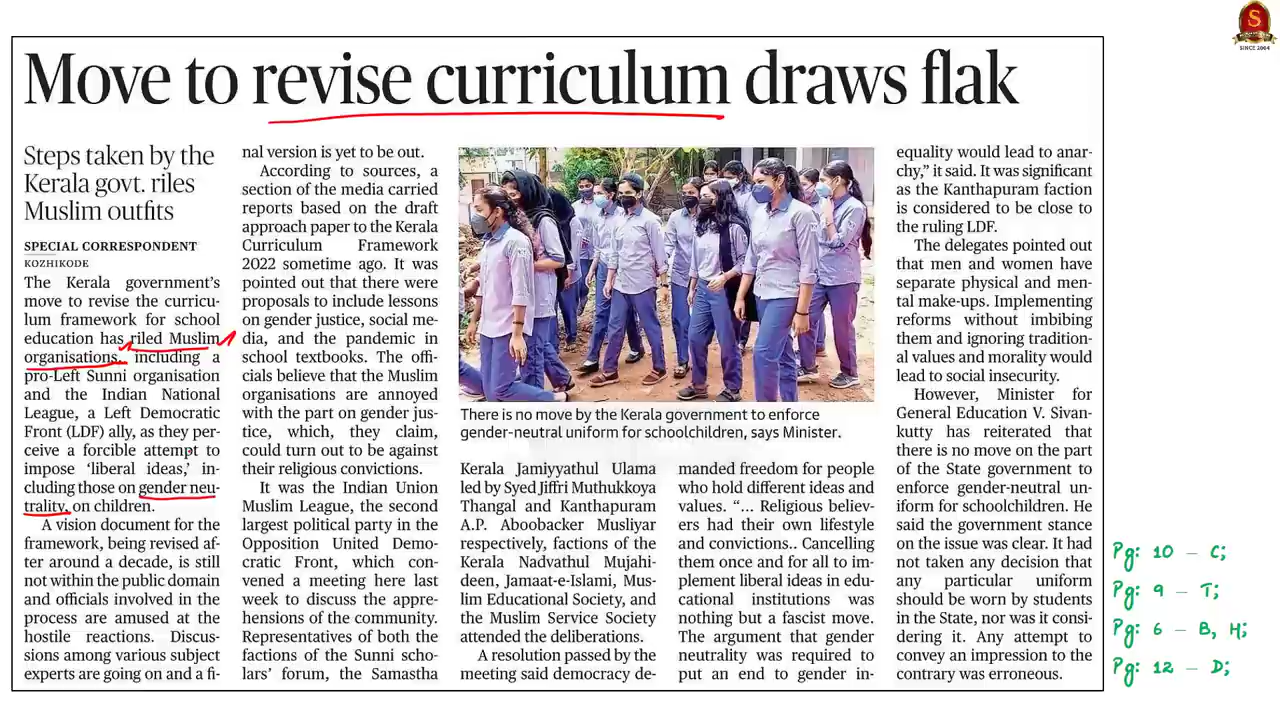 Move to revise curriculum draws flak
Steps taken by the
Kerala govt. riles
Muslim outfits
SPECIAL CORRESPONDENT
KOZHIKODE
The Kerala government's
move to revise the curricu-
lum framework for school
education has riled Muslim
organisations, including a
pro-Left Sunni organisation
and the Indian National
League, a Left Democratic
Front (LDF) ally, as they per-
ceive a forcible attempt to
impose 'liberal ideas,' in-
cluding those on gender neu-
trality, on children.
A vision document for the
framework, being revised af-
ter around a decade, is still
not within the public domain
and officials involved in the
process are amused at the
hostile reactions. Discus-
sions among various subject
experts are going on and a fi-
nal version is yet to be out.
According to sources, a
section of the media carried
reports based on the draft
approach paper to the Kerala
Curriculum Framework
2022 sometime ago. It was
pointed out that there were
proposals to include lessons
on gender justice, social me-
dia, and the pandemic in
school textbooks. The offi-
cials believe that the Muslim
organisations are annoyed
with the part on gender jus-
tice, which, they claim,
could turn out to be against
their religious convictions.
It was the Indian Union
Muslim League, the second
largest political party in the
Opposition United Demo-
cratic Front, which con-
vened a meeting here last
week to discuss the appre-
hensions of the community.
Representatives of both the
factions of the Sunni scho-
lars' forum, the Samastha
There is no move by the Kerala government to enforce
gender-neutral uniform for schoolchildren, says Minister.
Kerala Jamiyyathul Ulama
led by Syed Jiffri Muthukkoya
Thangal and Kanthapuram
A.P. Aboobacker Musliyar
respectively, factions of the
Kerala Nadvathul Mujahi-
deen, Jamaat-e-Islami, Mus-
lim Educational Society, and
the Muslim Service Society
attended the deliberations.
A resolution passed by the
meeting said democracy de-
manded freedom for people
who hold different ideas and
values. "... Religious believ-
ers had their own lifestyle
and convictions.. Cancelling
them once and for all to im-
plement liberal ideas in edu-
cational institutions was
nothing but a fascist move.
The argument that gender
neutrality was required to
put an end to gender in-
equality would lead to anar-
chy," it said. It was significant
as the Kanthapuram faction
is considered to be close to
the ruling LDF.
The delegates pointed out
that men and women have
separate physical and men-
tal make-ups. Implementing
reforms without imbibing
them and ignoring tradition-
al values and morality would
lead to social insecurity.
However, Minister for
General Education V. Sivan-
kutty has reiterated that
there is no move on the part
of the State government to
enforce gender-neutral un-
iform for schoolchildren. He
said the government stance
on the issue was clear. It had
not taken any decision that
any particular uniform
should be worn by students
in the State, nor was it consi-
dering it. Any attempt to
convey an impression to the
contrary was erroneous.
S
SINCE 2004
Pg: 10 – C;
Pg: 9 – T;
Pg: 6 – B, H;
Pg: 12 – D;